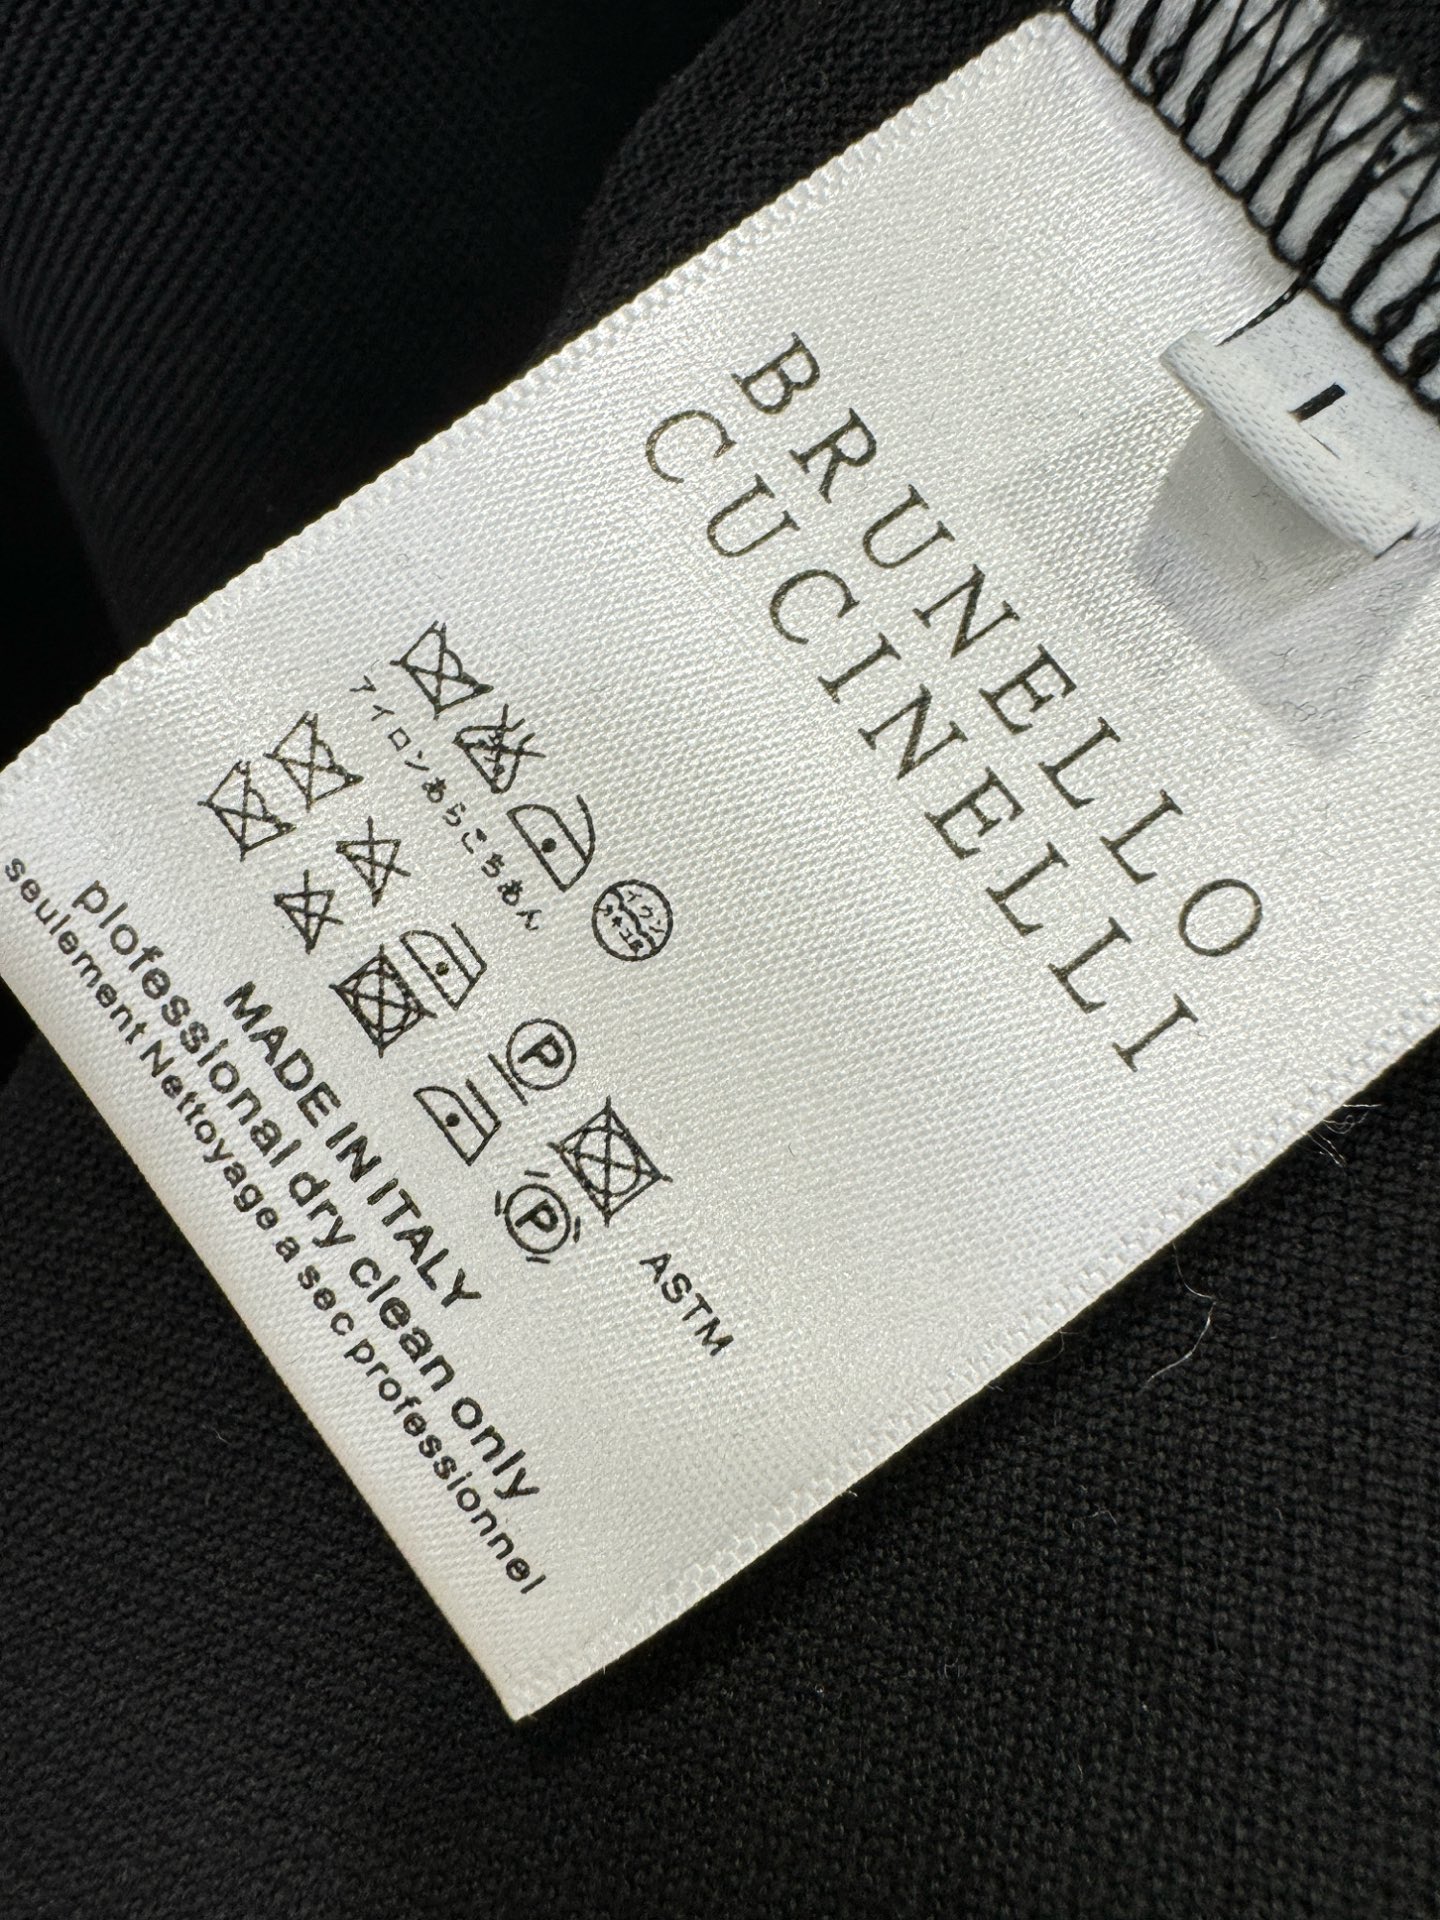 BRUNELLO
CUCINELLI
L
アイロンあらこちあん
ASTM
MADE IN ITALY
plofessional dry clean only
seulement Nettoyage a sec professionnel